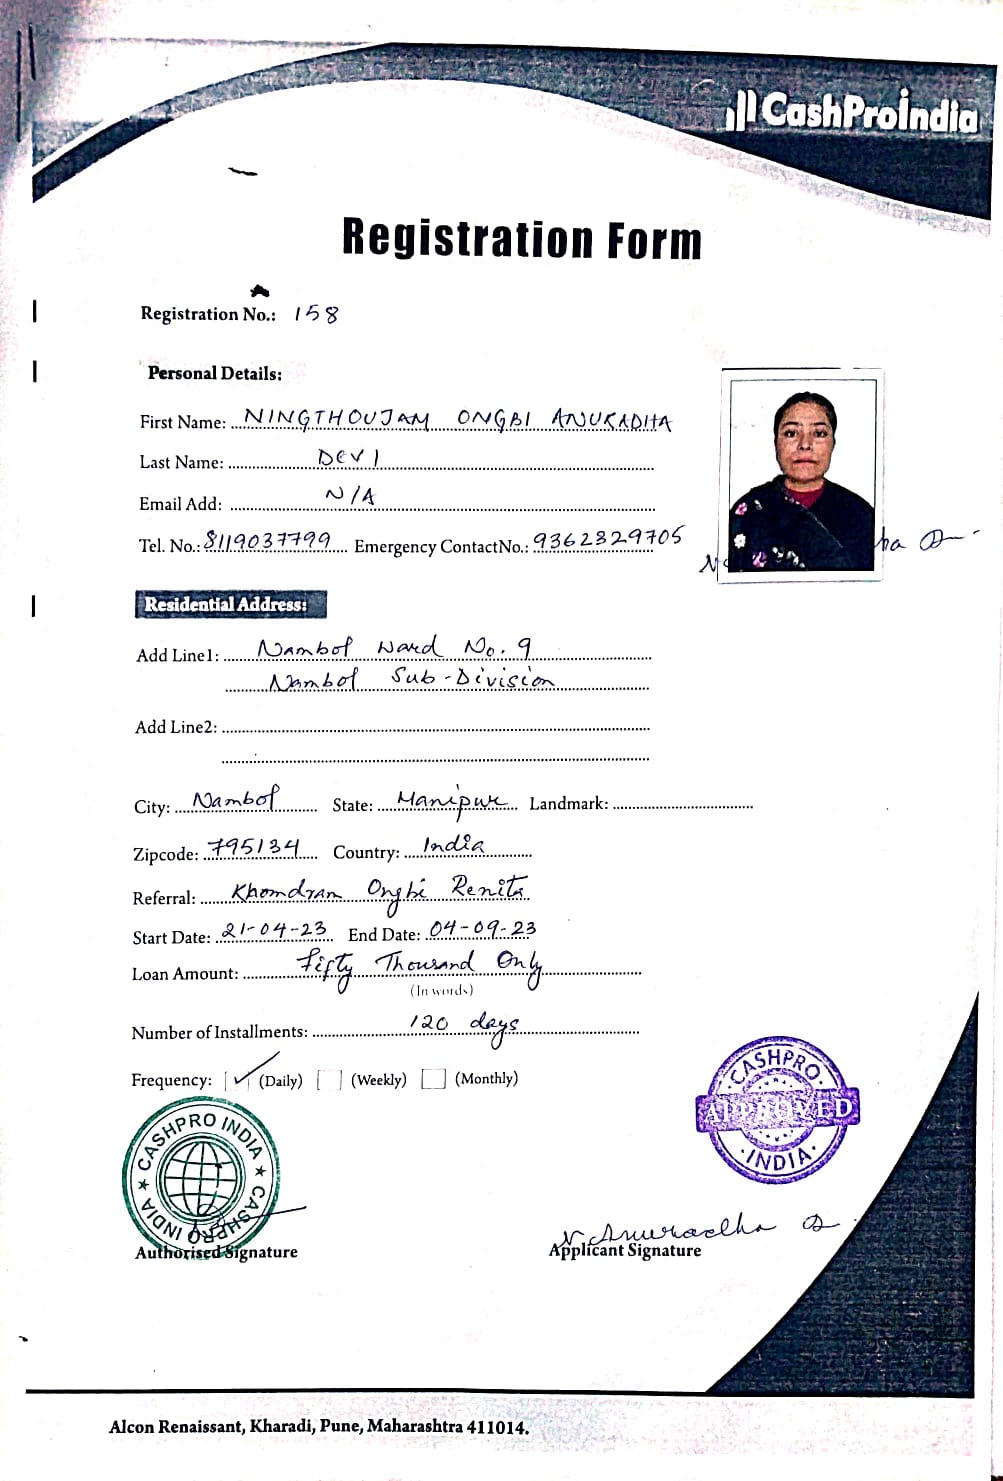 CashProIndia
Registration Form
Registration No.: 158
Personal Details:
First Name: NINGTHOUJAM ONGBI ANURADHA
Last Name: DEVI
Email Add: N/A
Tel. No.: 8119037799 Emergency ContactNo.: 9362329705
Residential Address:
Add Line1: Nambol Ward No. 9
Nambol Sub-Division
Add Line2:
City: Nambol State: Manipur Landmark:
Zipcode: 795134 Country: India
Referral: Khomdram Ongbi Renita
Start Date: 21-04-23 End Date: 04-09-23
Loan Amount: Fifty Thousand Only
(In words)
Number of Installments: 120 days
Frequency: (Daily) (Weekly) (Monthly)
CASHPRO INDIA ★ CASHPRO INDIA ★
CASHPRO
APPROVED
INDIA
N. Anuradha D
Authorised Signature Applicant Signature
Alcon Renaissant, Kharadi, Pune, Maharashtra 411014.